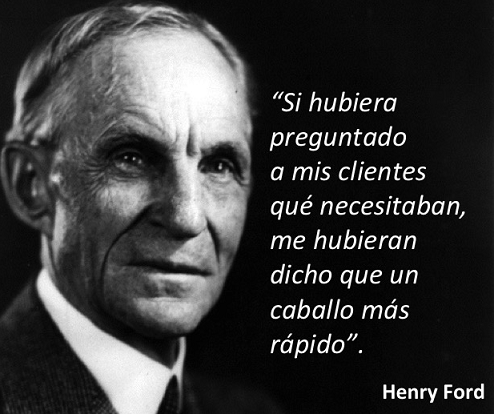 “Si hubiera
preguntado
a mis clientes
qué necesitaban,
me hubieran
dicho que un
caballo más
rápido”.
Henry Ford